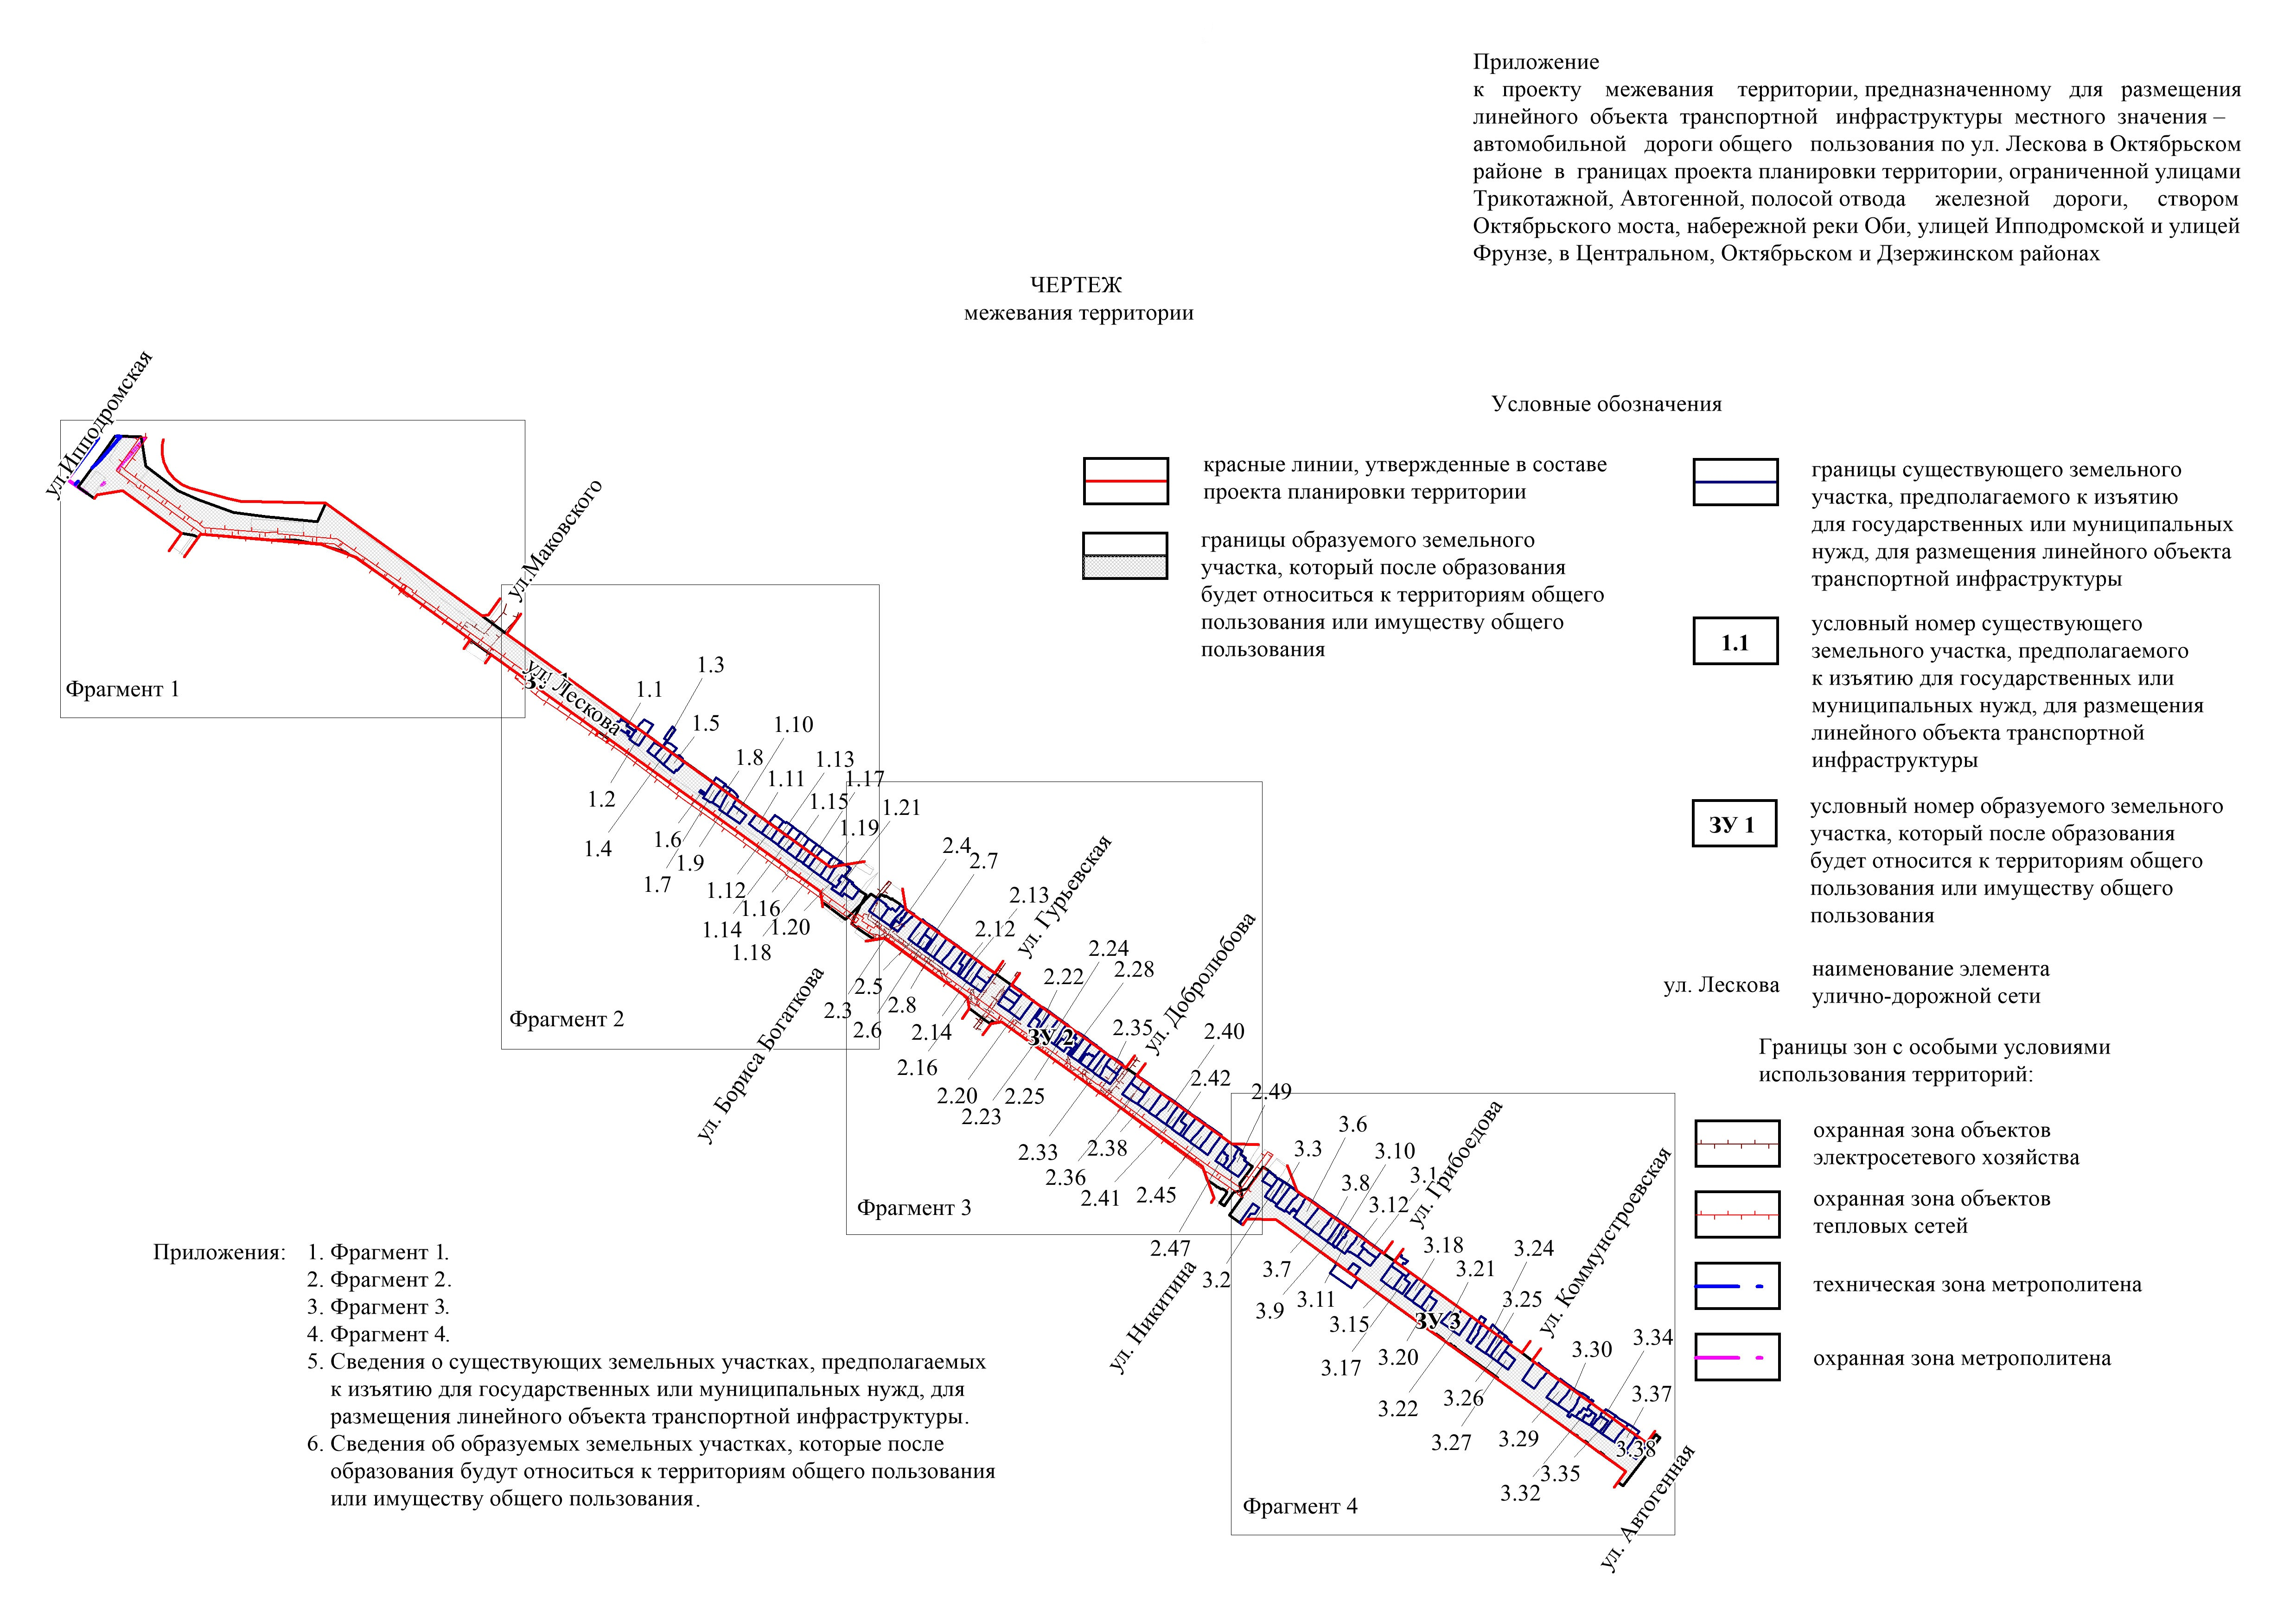 Приложение
к проекту межевания территории, предназначенному для размещения
линейного объекта транспортной инфраструктуры местного значения –
автомобильной дороги общего пользования по ул. Лескова в Октябрьском
районе в границах проекта планировки территории, ограниченной улицами
Трикотажной, Автогенной, полосой отвода железной дороги, створом
Октябрьского моста, набережной реки Оби, улицей Ипподромской и улицей
Фрунзе, в Центральном, Октябрьском и Дзержинском районах
ЧЕРТЕЖ
межевания территории
Условные обозначения
красные линии, утвержденные в составе
проекта планировки территории
границы образуемого земельного
участка, который после образования
будет относиться к территориям общего
пользования или имуществу общего
пользования
границы существующего земельного
участка, предполагаемого к изъятию
для государственных или муниципальных
нужд, для размещения линейного объекта
транспортной инфраструктуры
1.1
условный номер существующего
земельного участка, предполагаемого
к изъятию для государственных или
муниципальных нужд, для размещения
линейного объекта транспортной
инфраструктуры
ЗУ 1
условный номер образуемого земельного
участка, который после образования
будет относится к территориям общего
пользования или имуществу общего
пользования
ул. Лескова
наименование элемента
улично-дорожной сети
Границы зон с особыми условиями
использования территорий:
охранная зона объектов
электросетевого хозяйства
охранная зона объектов
тепловых сетей
техническая зона метрополитена
охранная зона метрополитена
ул.Ипподромская
ул.Маковского
Фрагмент 1
ул. Лескова
1.3
1.1
1.5
1.10
1.8
1.13
1.11
1.17
1.15
1.21
1.19
1.2
1.4
1.6
1.9
1.7
1.12
1.16
1.14
1.20
1.18
Фрагмент 2
ул. Бориса Богаткова
2.4
2.7
2.13
2.12
ул. Гурьевская
2.24
2.28
2.22
ул. Добролюбова
2.35
2.40
2.42
2.49
ЗУ 2
2.5
2.3
2.8
2.6
2.14
2.16
2.20
2.25
2.23
2.33
2.38
2.36
2.41
2.45
2.47
Фрагмент 3
ул. Никитина
3.6
3.3
3.10
3.8
3.12
ул. Грибоедова
3.18
3.24
3.21
3.25
ул. Коммунстроевская
3.34
3.30
3.37
3.38
ЗУ 3
3.2
3.7
3.9
3.11
3.15
3.17
3.20
3.22
3.26
3.27
3.29
3.35
3.32
Фрагмент 4
ул. Автогенная
Приложения:
1. Фрагмент 1.
2. Фрагмент 2.
3. Фрагмент 3.
4. Фрагмент 4.
5. Сведения о существующих земельных участках, предполагаемых
к изъятию для государственных или муниципальных нужд, для
размещения линейного объекта транспортной инфраструктуры.
6. Сведения об образуемых земельных участках, которые после
образования будут относиться к территориям общего пользования
или имуществу общего пользования.